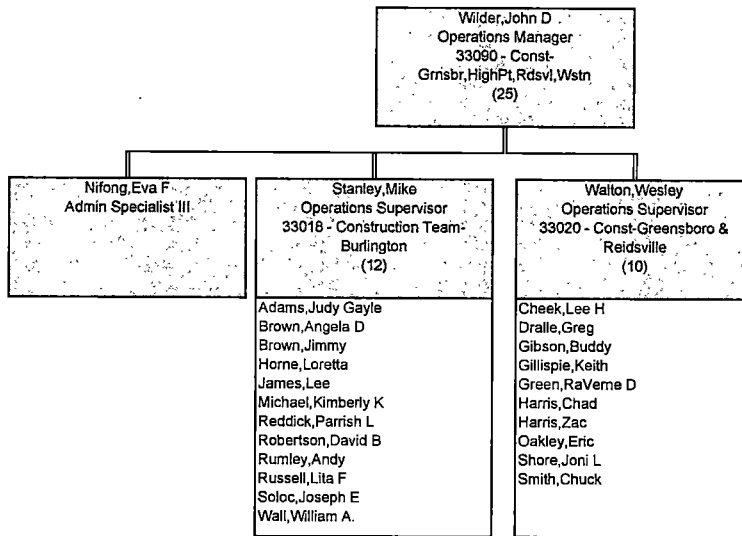 Wilder,John D
Operations Manager
33090 - Const-
Grnsbr,HighPt,Rdsvl,Wstn
(25)
Nifong,Eva F
Admin Specialist III
Stanley,Mike
Operations Supervisor
33018 - Construction Team-
Burlington
(12)
Adams,Judy Gayle
Brown,Angela D
Brown,Jimmy
Horne,Loretta
James,Lee
Michael,Kimberly K
Reddick,Parrish L
Robertson,David B
Rumley,Andy
Russell,Lita F
Soloc,Joseph E
Wall,William A.
Walton,Wesley
Operations Supervisor
33020 - Const-Greensboro &
Reidsville
(10)
Cheek,Lee H
Dralle,Greg
Gibson,Buddy
Gillispie,Keith
Green,RaVerne D
Harris,Chad
Harris,Zac
Oakley,Eric
Shore,Joni L
Smith,Chuck